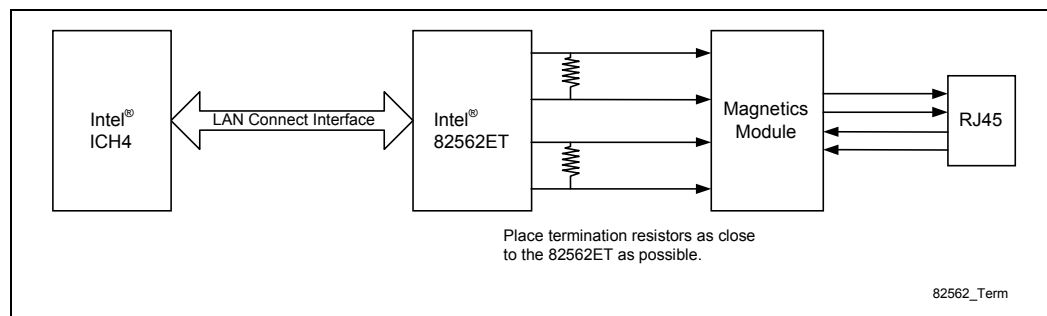 Intel®
ICH4
LAN Connect Interface
Intel®
82562ET
Magnetics
Module
RJ45
Place termination resistors as close
to the 82562ET as possible.
82562_Term